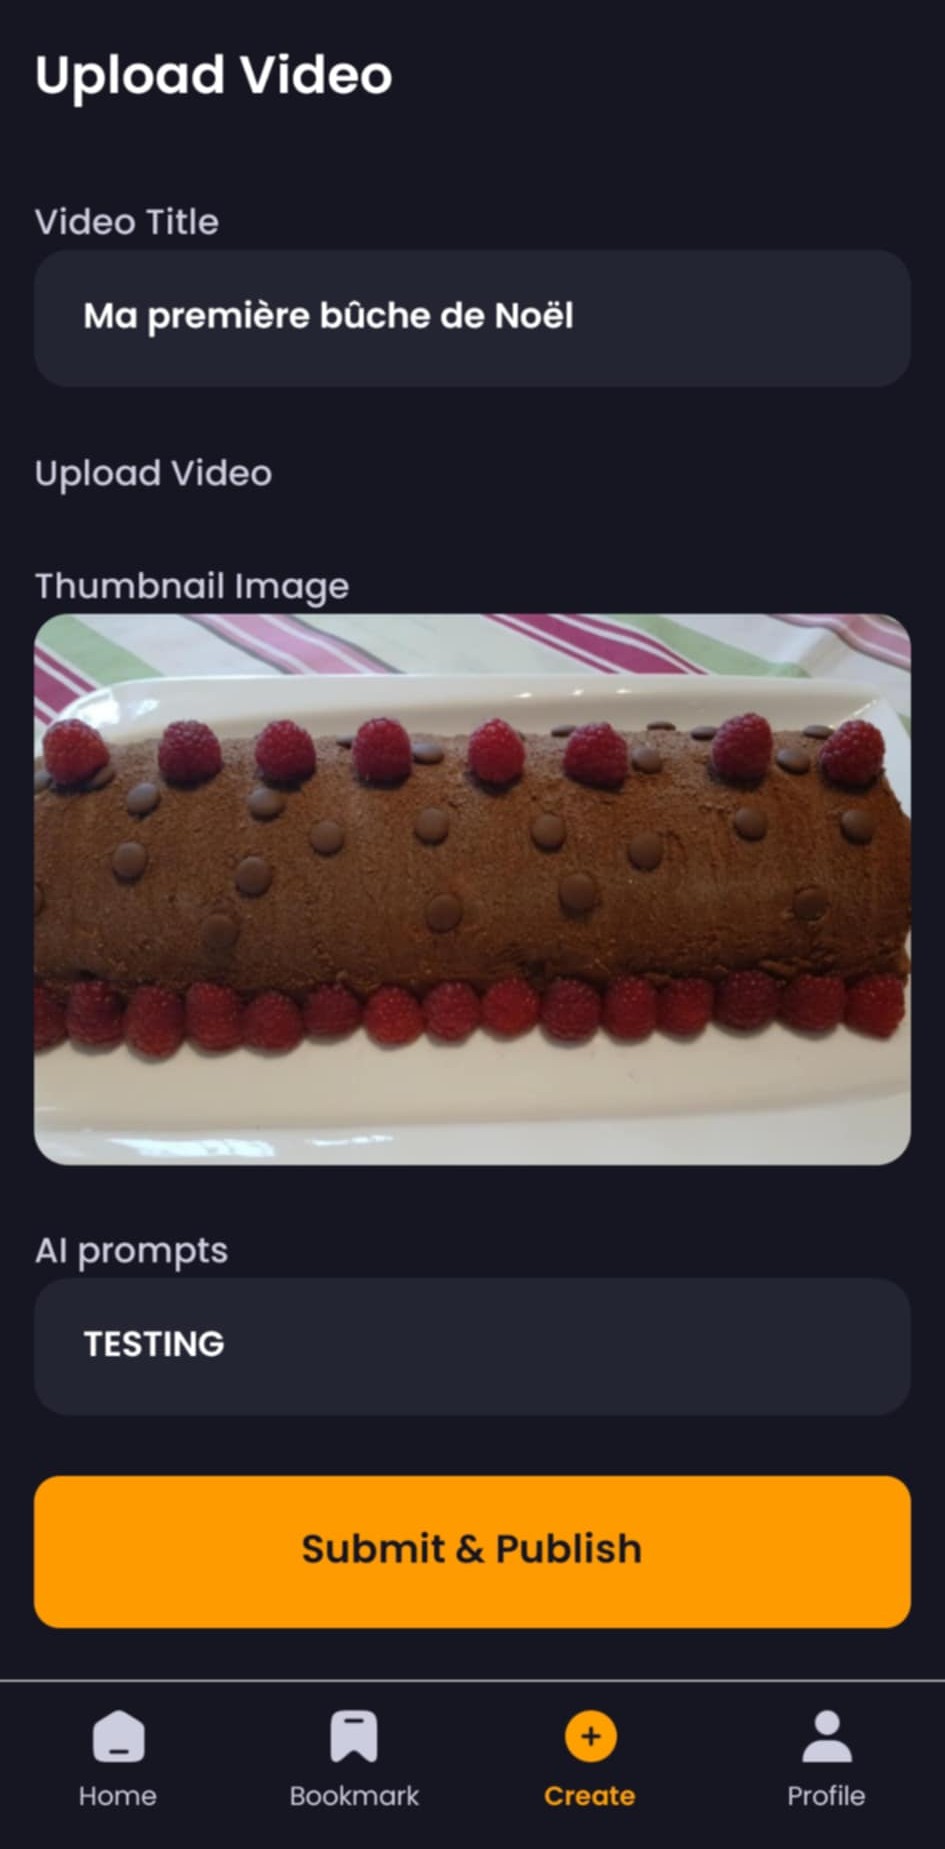 Upload Video
Video Title
Ma première bûche de Noël
Upload Video
Thumbnail Image
AI prompts
TESTING
Submit & Publish
Home Bookmark Create Profile